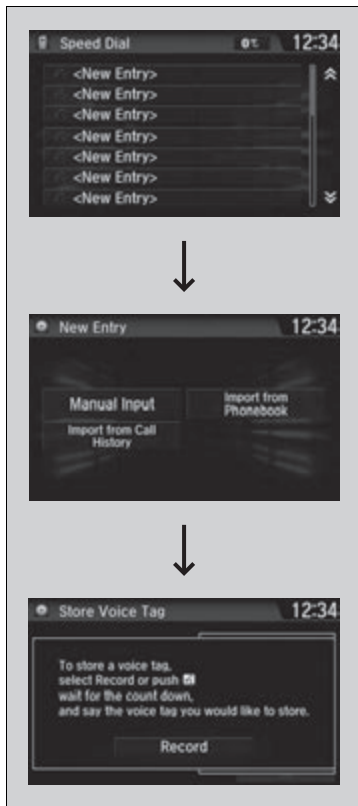 Speed Dial
12:34
<New Entry>
<New Entry>
<New Entry>
<New Entry>
<New Entry>
<New Entry>
<New Entry>
New Entry
12:34
Manual Input
Import from
Phonebook
Import from Call
History
Store Voice Tag
12:34
To store a voice tag,
select Record or push
wait for the count down,
and say the voice tag you would like to store.
Record